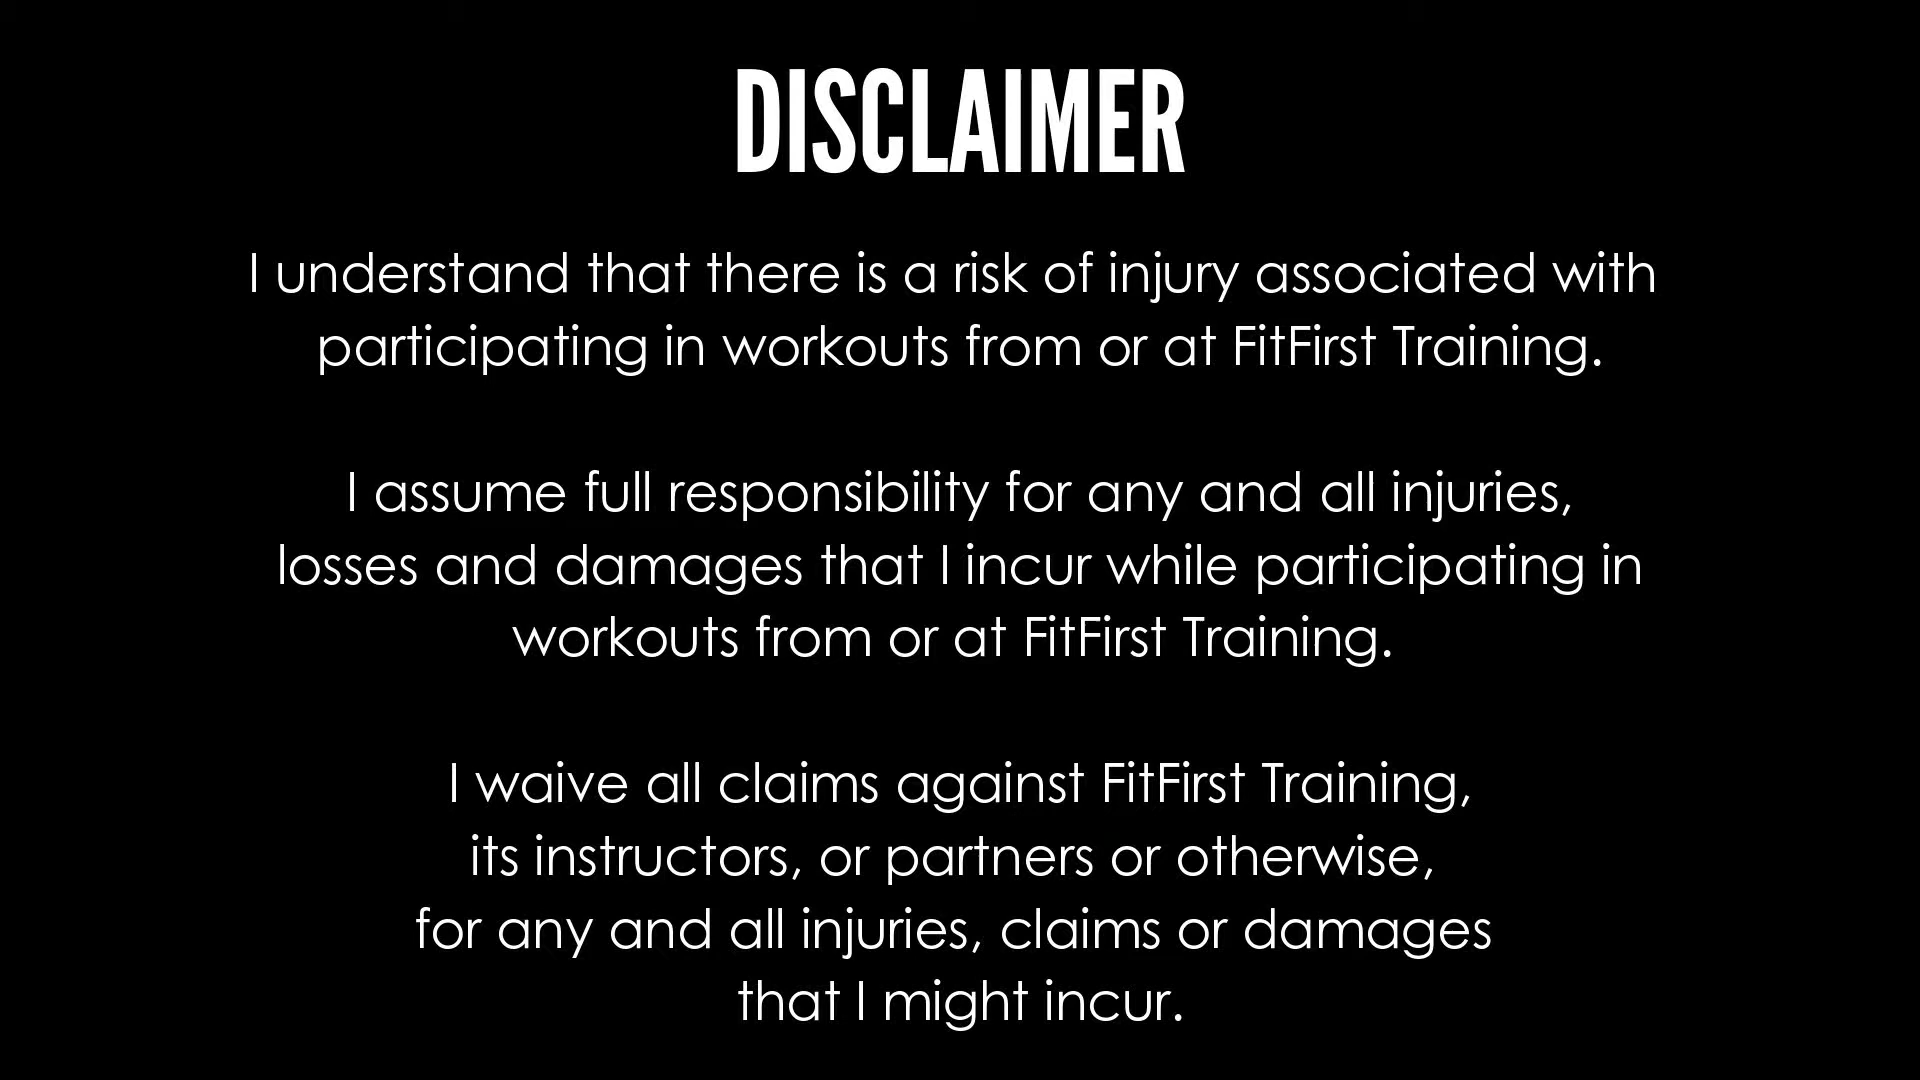 DISCLAIMER
I understand that there is a risk of injury associated with
participating in workouts from or at FitFirst Training.
I assume full responsibility for any and all injuries,
losses and damages that I incur while participating in
workouts from or at FitFirst Training.
I waive all claims against FitFirst Training,
its instructors, or partners or otherwise,
for any and all injuries, claims or damages
that I might incur.